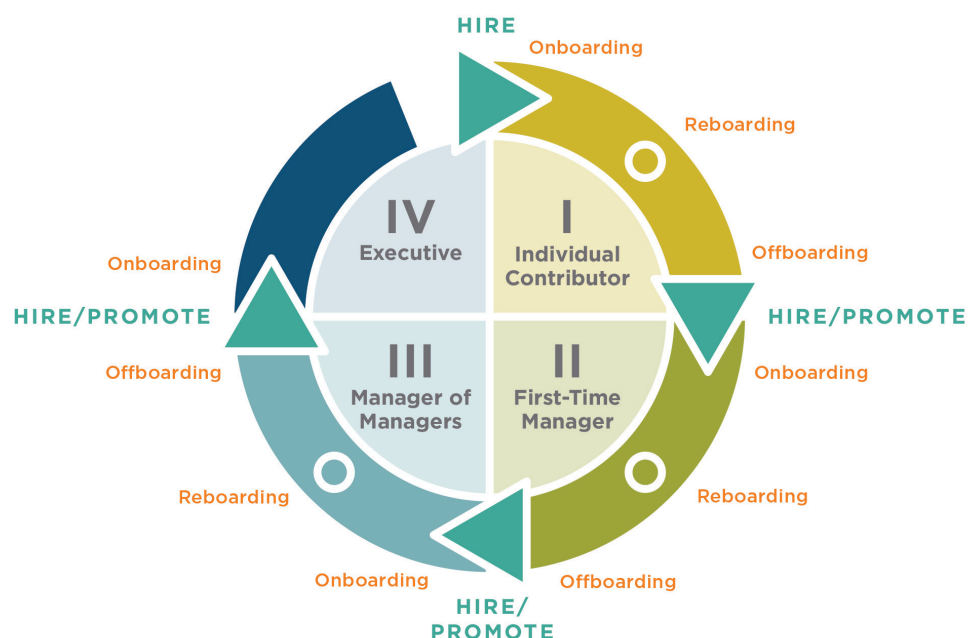 HIRE
Onboarding
Reboarding
Offboarding
HIRE/PROMOTE
Onboarding
Reboarding
Offboarding
HIRE/
PROMOTE
Onboarding
Reboarding
Offboarding
HIRE/PROMOTE
Onboarding
I
Individual
Contributor
II
First-Time
Manager
III
Manager of
Managers
IV
Executive